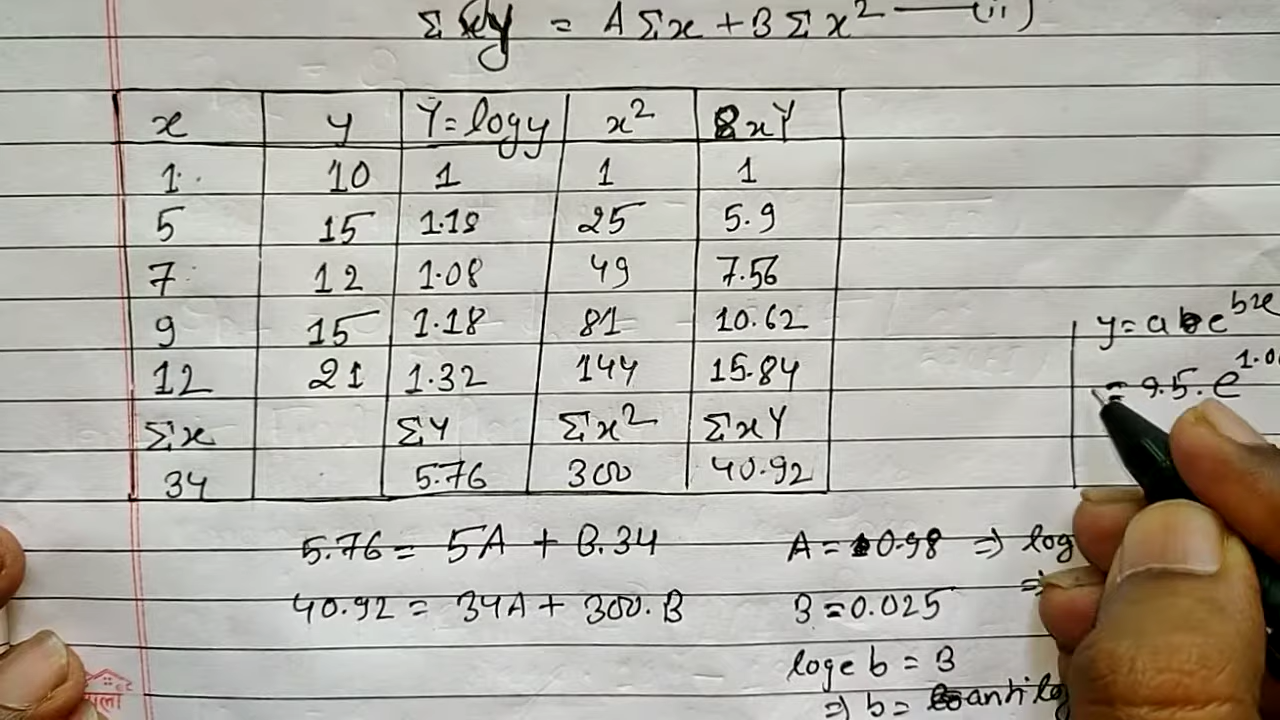 Σxy = AΣx + BΣx² —(ii)
x y Y=logy x² xY
1 10 1 1 1
5 15 1.18 25 5.9
7 12 1.08 49 7.56
9 15 1.18 81 10.62
12 21 1.32 144 15.84
Σx ΣY Σx² ΣxY
34 5.76 300 40.92
y=ae^bx
= 9.5.e^1.0
5.76 = 5A + B.34
40.92 = 34A + 300.B
A = 0.98 ⇒ log
⇒
B = 0.025
loge b = B
⇒ b = antilog